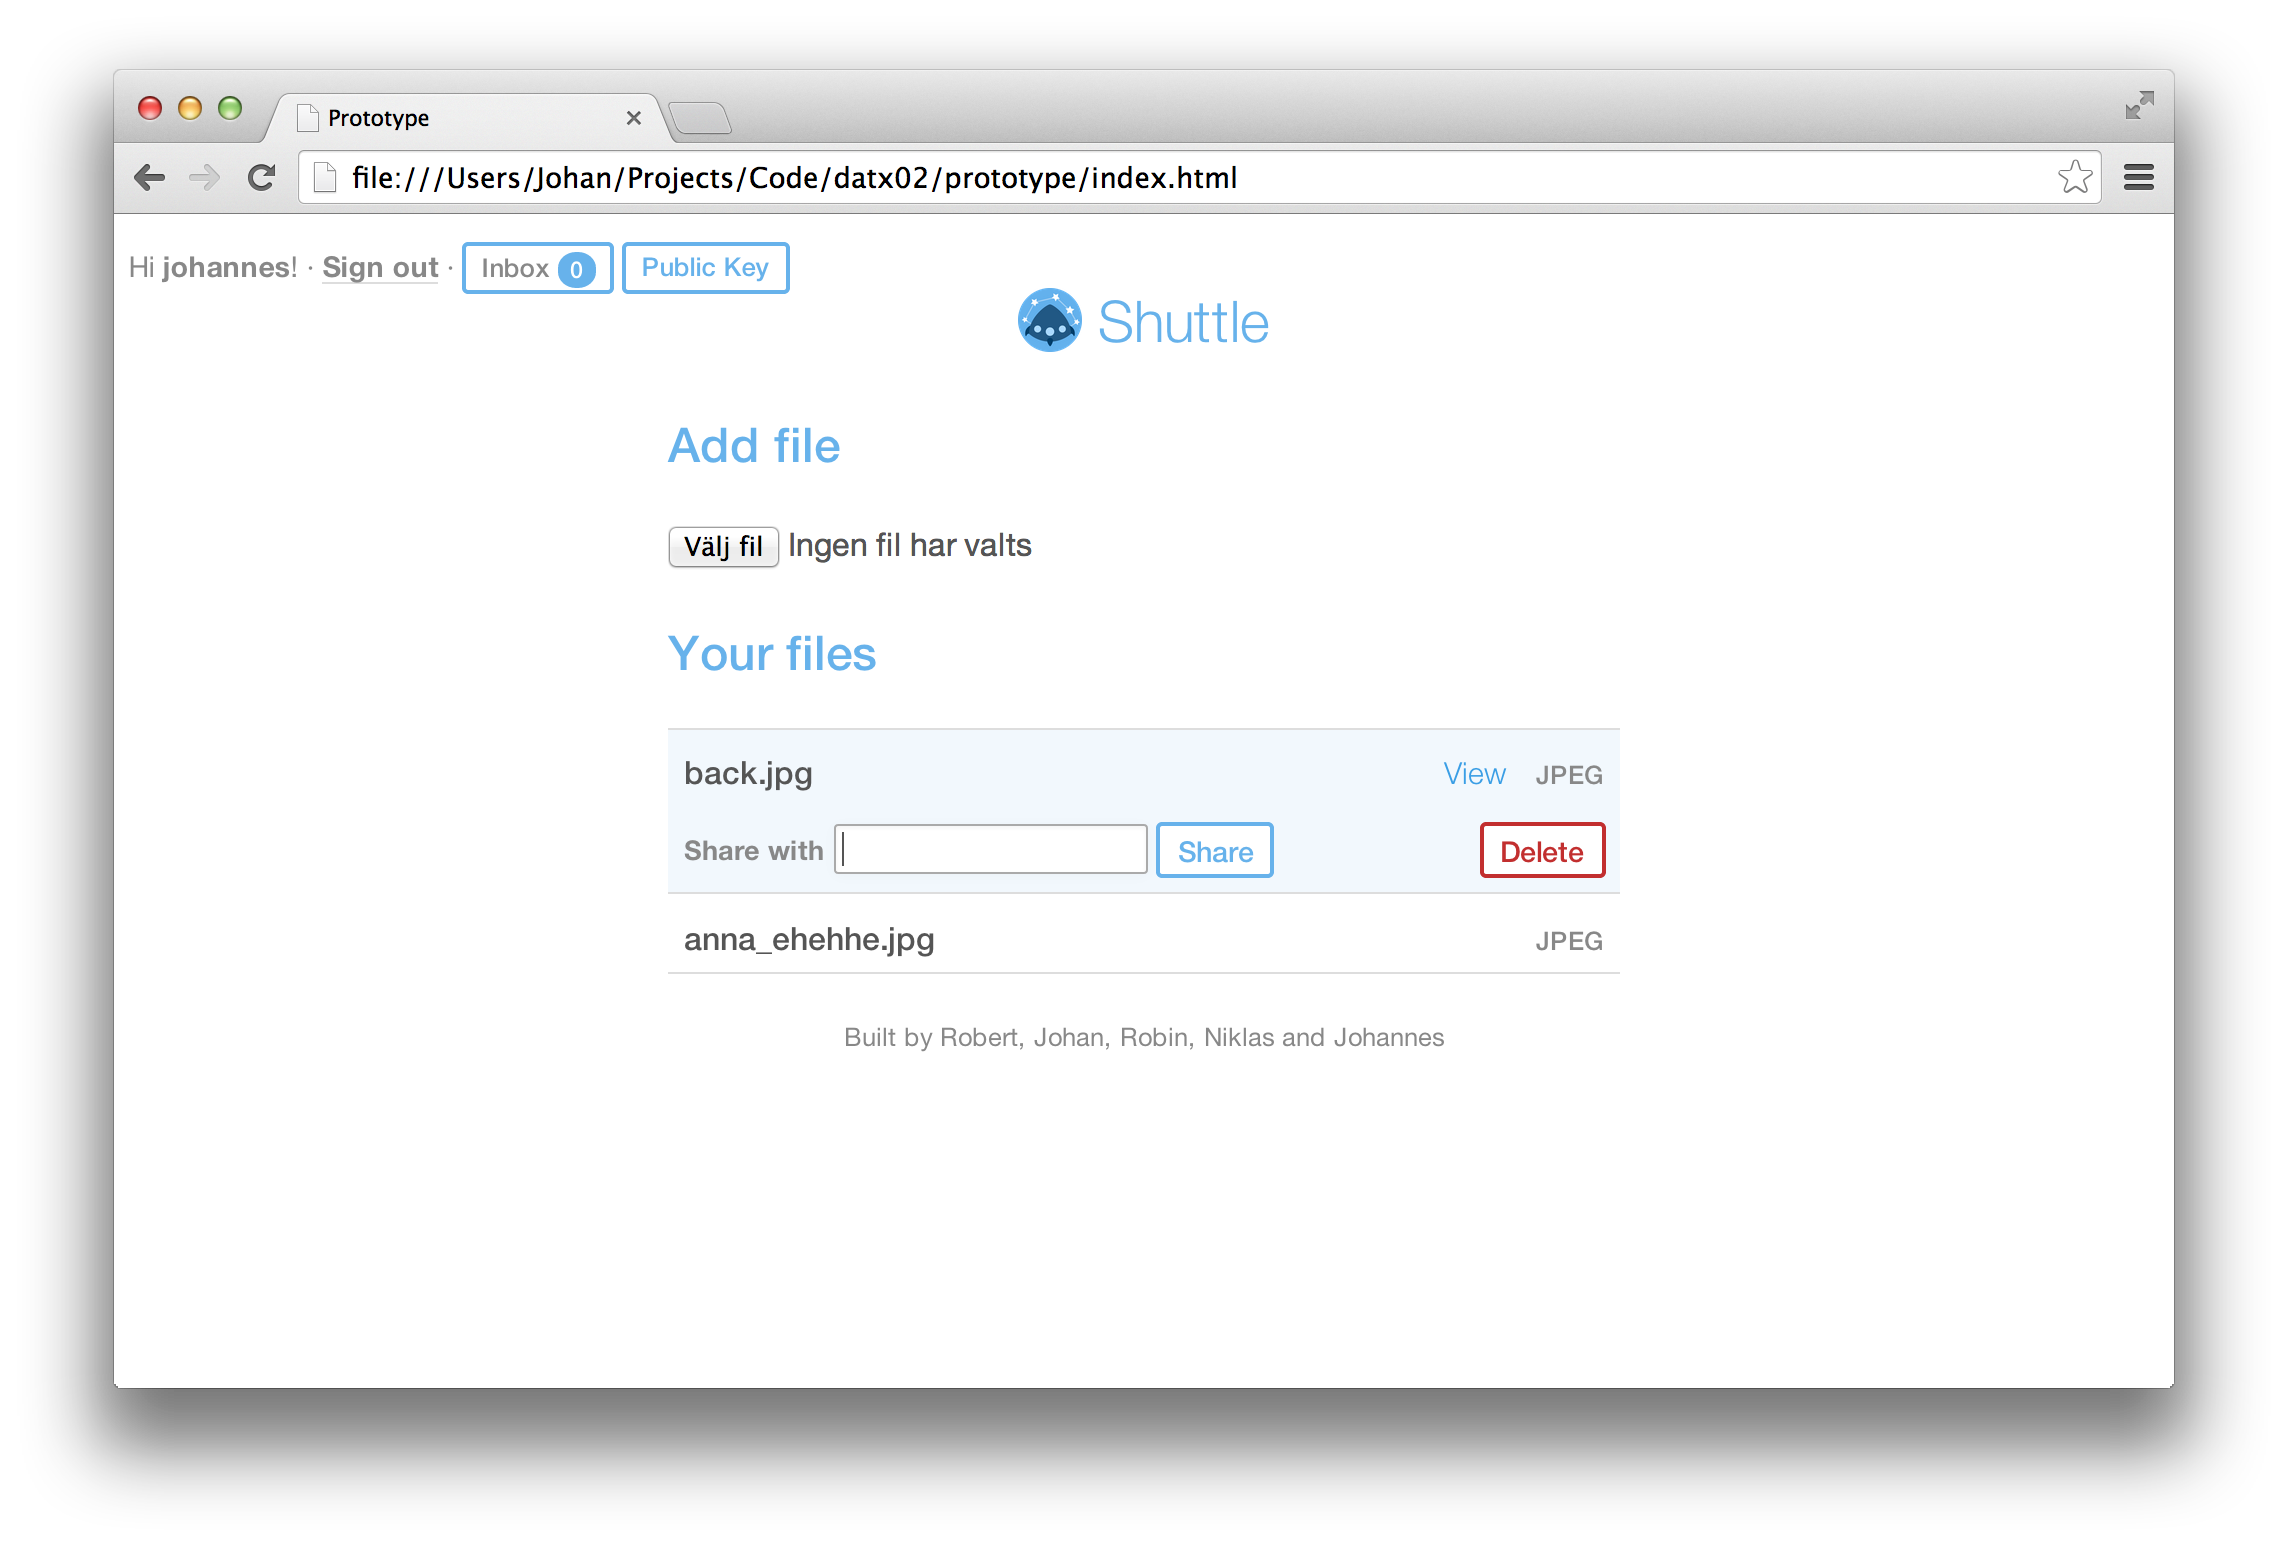 Prototype
file:///Users/Johan/Projects/Code/datx02/prototype/index.html
Hi johannes! · Sign out · Inbox 0 Public Key
Shuttle
Add file
Välj fil Ingen fil har valts
Your files
back.jpg View JPEG
Share with Share Delete
anna_ehehhe.jpg JPEG
Built by Robert, Johan, Robin, Niklas and Johannes